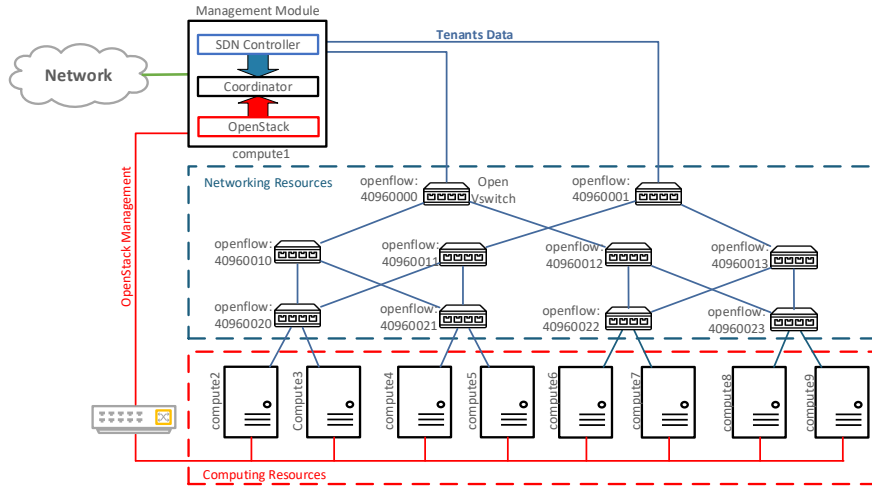 Management Module
SDN Controller
Tenants Data
Network
Coordinator
OpenStack
compute1
OpenStack Management
Networking Resources
openflow:
40960000
Open
Vswitch
openflow:
40960001
openflow:
40960010
openflow:
40960011
openflow:
40960012
openflow:
40960013
openflow:
40960020
openflow:
40960021
openflow:
40960022
openflow:
40960023
compute2
Compute3
compute4
compute5
compute6
compute7
compute8
compute9
Computing Resources